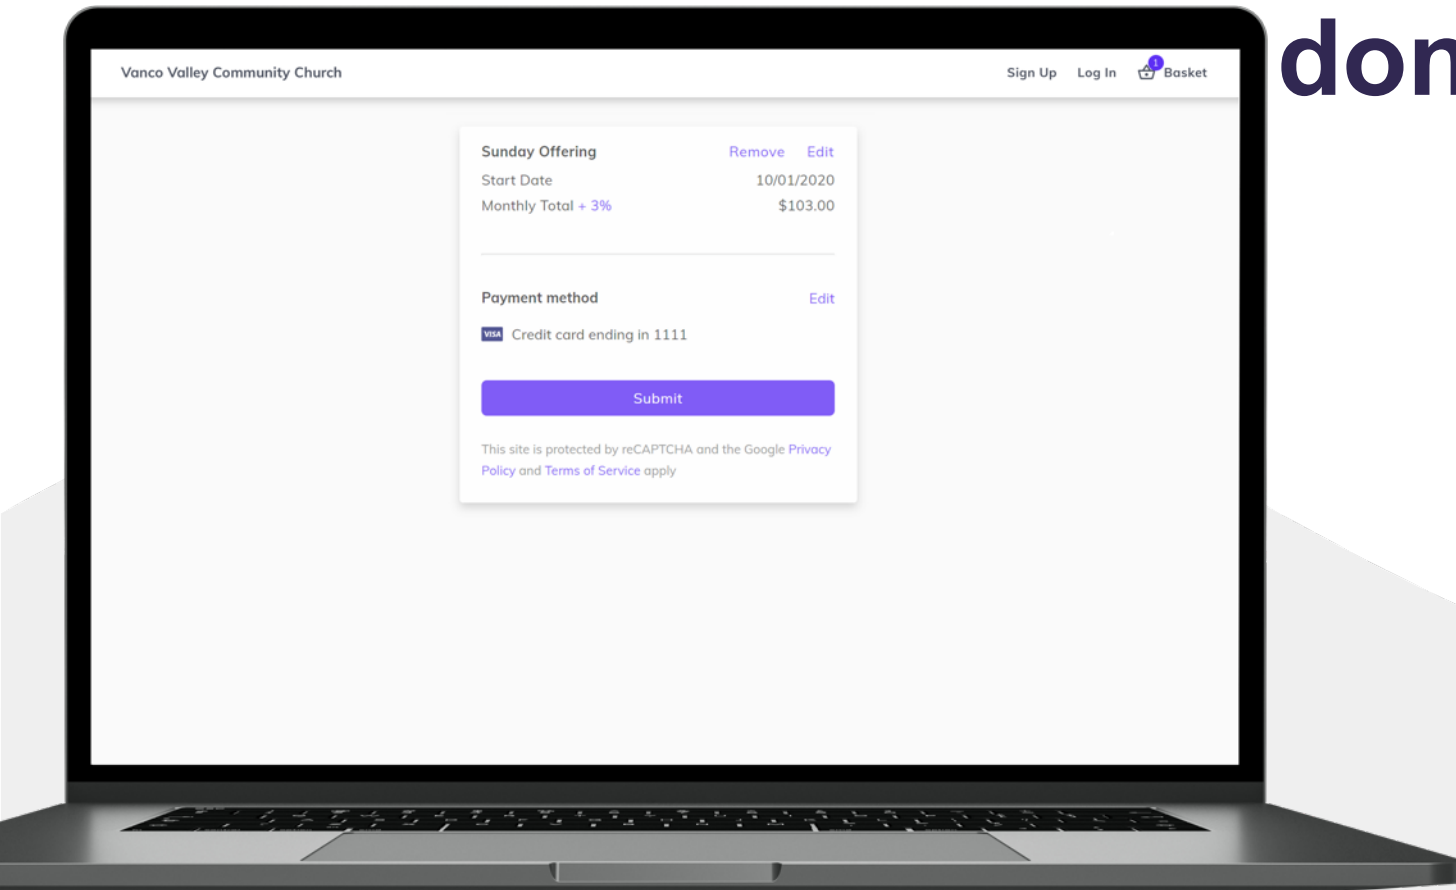 don
Vanco Valley Community Church Sign Up Log In 1 Basket
Sunday Offering Remove Edit
Start Date 10/01/2020
Monthly Total + 3% $103.00
Payment method Edit
VISA Credit card ending in 1111
Submit
This site is protected by reCAPTCHA and the Google Privacy
Policy and Terms of Service apply